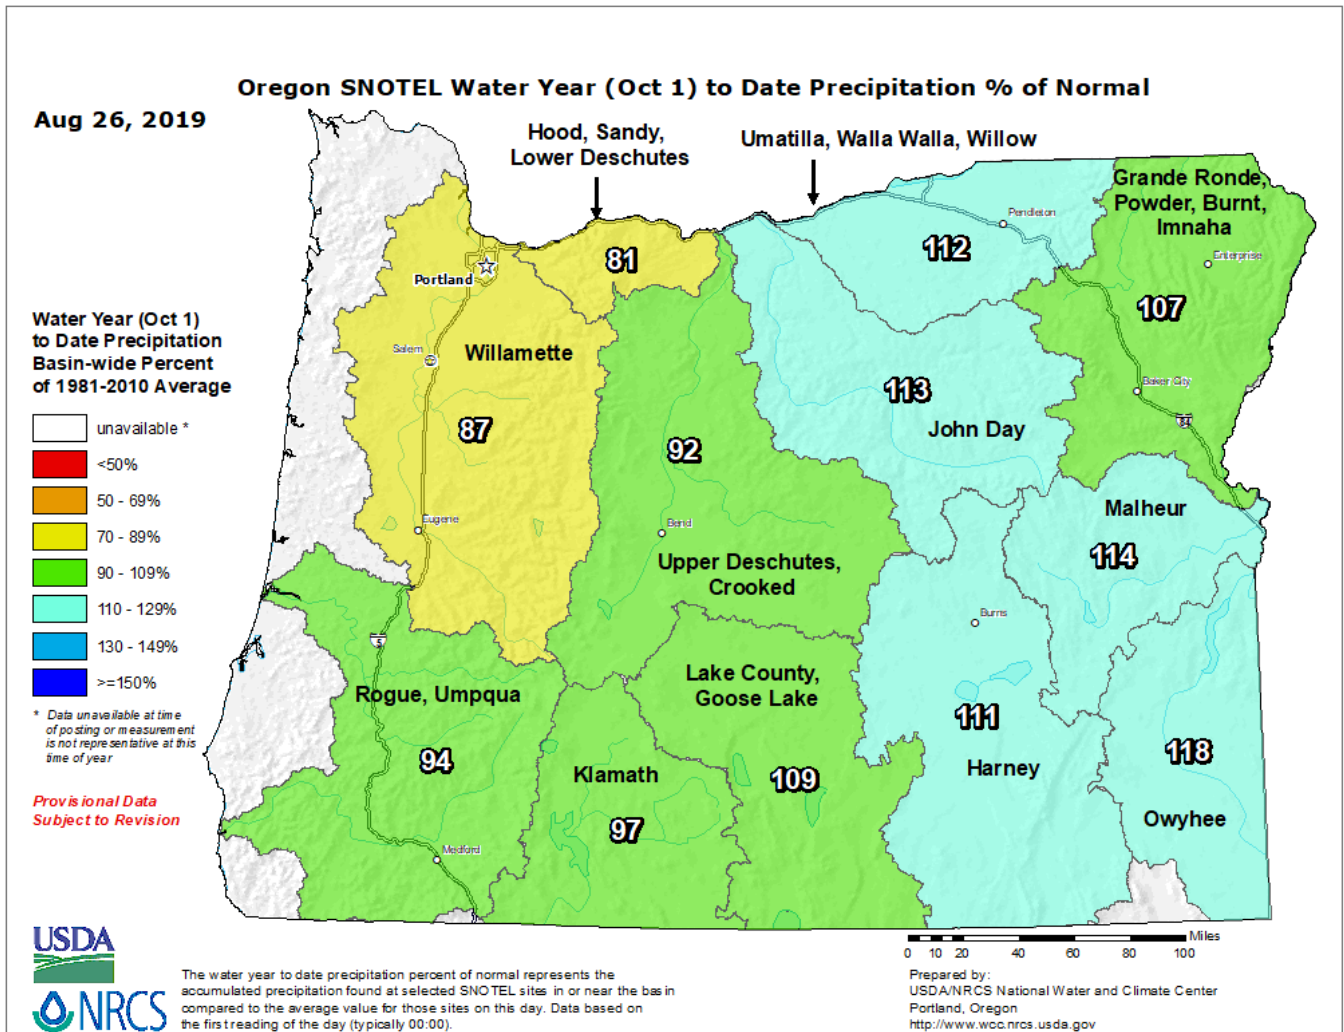 Oregon SNOTEL Water Year (Oct 1) to Date Precipitation % of Normal
Aug 26, 2019
Hood, Sandy,
Lower Deschutes
Umatilla, Walla Walla, Willow
Grande Ronde,
Powder, Burnt,
Imnaha
Pendleton
Enterprise
112
81
Portland
107
Water Year (Oct 1)
to Date Precipitation
Basin-wide Percent
of 1981-2010 Average
Salem
Willamette
Baker City
84
113
John Day
87
92
unavailable *
<50%
50 - 69%
70 - 89%
90 - 109%
110 - 129%
130 - 149%
>=150%
Eugene
Bend
Malheur
114
Upper Deschutes,
Crooked
Burns
5
Lake County,
Goose Lake
Rogue, Umpqua
* Data unavailable at time
of posting or measurement
is not representative at this
time of year
111
118
94
Klamath
109
Harney
Provisional Data
Subject to Revision
97
Owyhee
Medford
USDA
NRCS
Miles
0 10 20 40 60 80 100
The water year to date precipitation percent of normal represents the
accumulated precipitation found at selected SNOTEL sites in or near the basin
compared to the average value for those sites on this day. Data based on
the first reading of the day (typically 00:00).
Prepared by:
USDA/NRCS National Water and Climate Center
Portland, Oregon
http://www.wcc.nrcs.usda.gov